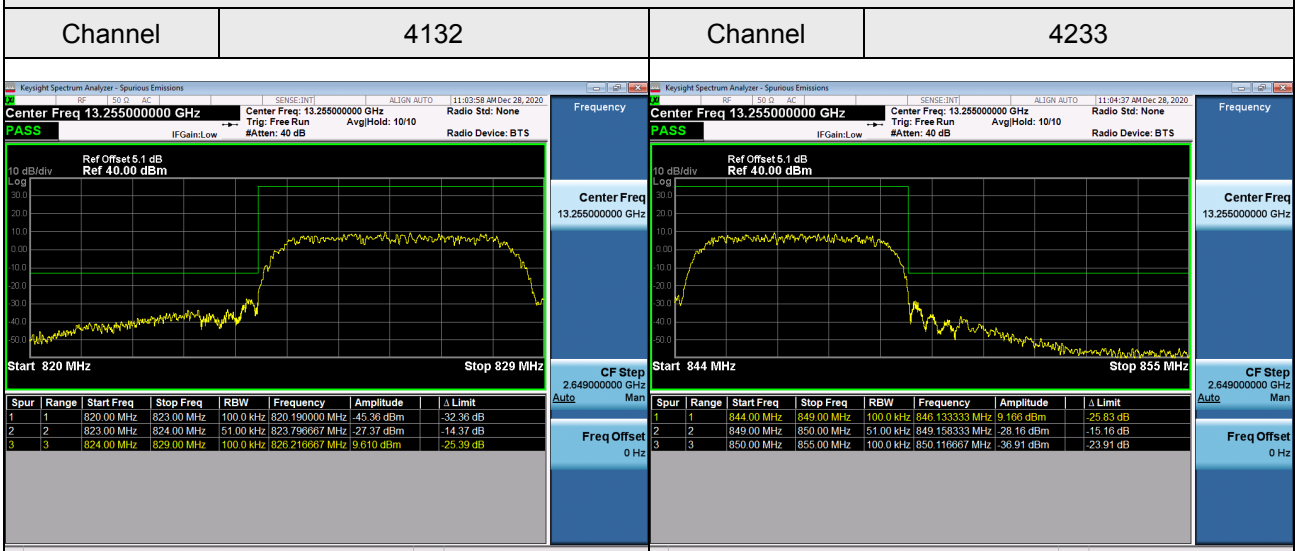 Channel 4132 Channel 4233
Keysight Spectrum Analyzer - Spurious Emissions
RF 50 Ω AC SENSE:INT ALIGN AUTO 11:03:58 AM Dec 28, 2020
Center Freq 13.255000000 GHz
Center Freq: 13.255000000 GHz Radio Std: None
Trig: Free Run Avg|Hold: 10/10
PASS IFGain:Low #Atten: 40 dB Radio Device: BTS
Ref Offset 5.1 dB
10 dB/div Ref 40.00 dBm
Log
30.0
20.0
10.0
0.00
-10.0
-20.0
-30.0
-40.0
-50.0
Start 820 MHz Stop 829 MHz
Spur Range Start Freq Stop Freq RBW Frequency Amplitude Δ Limit
1 1 820.00 MHz 823.00 MHz 100.0 kHz 820.190000 MHz -45.36 dBm -32.36 dB
2 2 823.00 MHz 824.00 MHz 51.00 kHz 823.796667 MHz -27.37 dBm -14.37 dB
3 3 824.00 MHz 829.00 MHz 100.0 kHz 826.216667 MHz 9.610 dBm -25.39 dB
Frequency
Center Freq
13.255000000 GHz
CF Step
2.649000000 GHz
Auto Man
Freq Offset
0 Hz
Keysight Spectrum Analyzer - Spurious Emissions
RF 50 Ω AC SENSE:INT ALIGN AUTO 11:04:37 AM Dec 28, 2020
Center Freq 13.255000000 GHz
Center Freq: 13.255000000 GHz Radio Std: None
Trig: Free Run Avg|Hold: 10/10
PASS IFGain:Low #Atten: 40 dB Radio Device: BTS
Ref Offset 5.1 dB
10 dB/div Ref 40.00 dBm
Log
30.0
20.0
10.0
0.00
-10.0
-20.0
-30.0
-40.0
-50.0
Start 844 MHz Stop 855 MHz
Spur Range Start Freq Stop Freq RBW Frequency Amplitude Δ Limit
1 1 844.00 MHz 849.00 MHz 100.0 kHz 846.133333 MHz 9.166 dBm -25.83 dB
2 2 849.00 MHz 850.00 MHz 51.00 kHz 849.158333 MHz -28.16 dBm -15.16 dB
3 3 850.00 MHz 855.00 MHz 100.0 kHz 850.116667 MHz -36.91 dBm -23.91 dB
Frequency
Center Freq
13.255000000 GHz
CF Step
2.649000000 GHz
Auto Man
Freq Offset
0 Hz